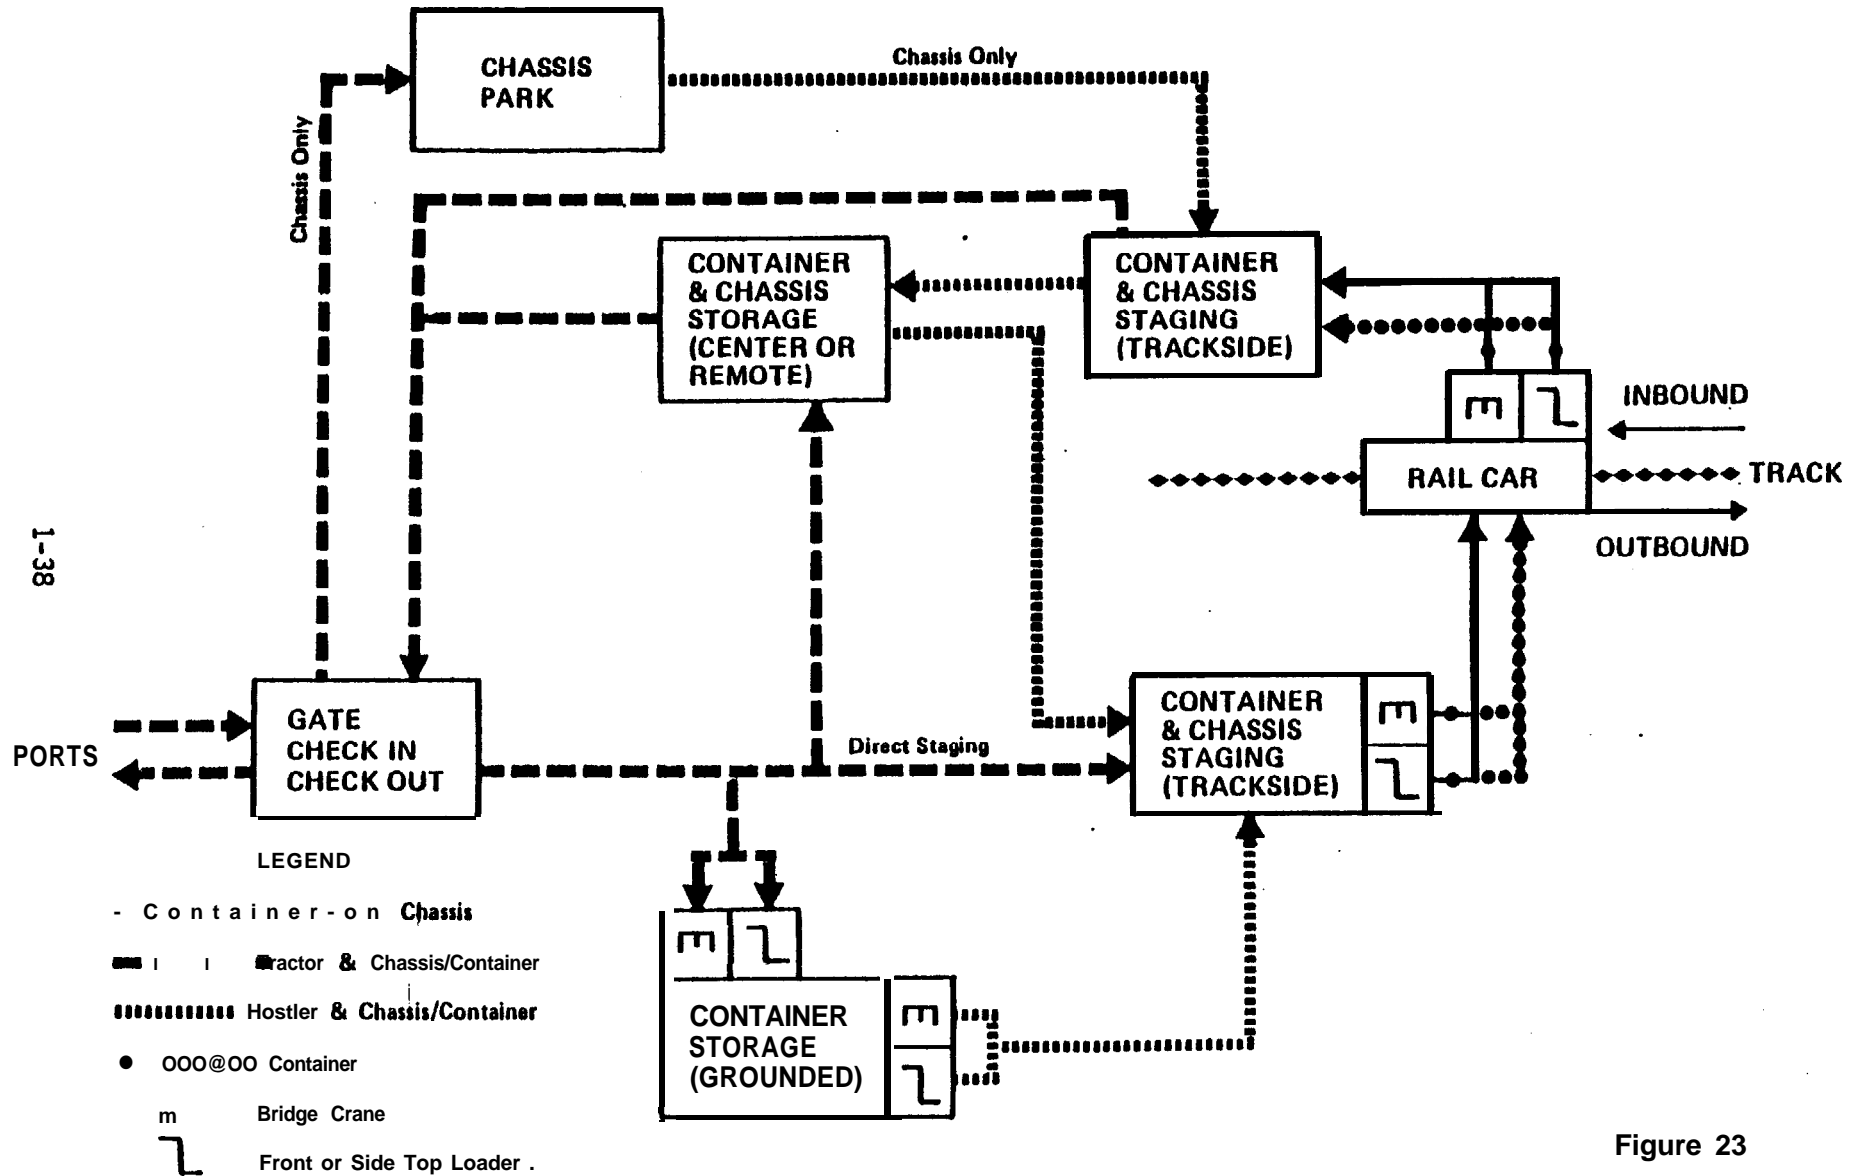 Chassis Only
CHASSIS
PARK
Chassis Only
CONTAINER
& CHASSIS
STORAGE
(CENTER OR
REMOTE)
CONTAINER
& CHASSIS
STAGING
(TRACKSIDE)
INBOUND
RAIL CAR
TRACK
OUTBOUND
1-38
PORTS
GATE
CHECK IN
CHECK OUT
Direct Staging
CONTAINER
& CHASSIS
STAGING
(TRACKSIDE)
LEGEND
- Container-on Chassis
Tractor & Chassis/Container
Hostler & Chassis/Container
● OOO@OO Container
m Bridge Crane
Front or Side Top Loader .
CONTAINER
STORAGE
(GROUNDED)
Figure 23